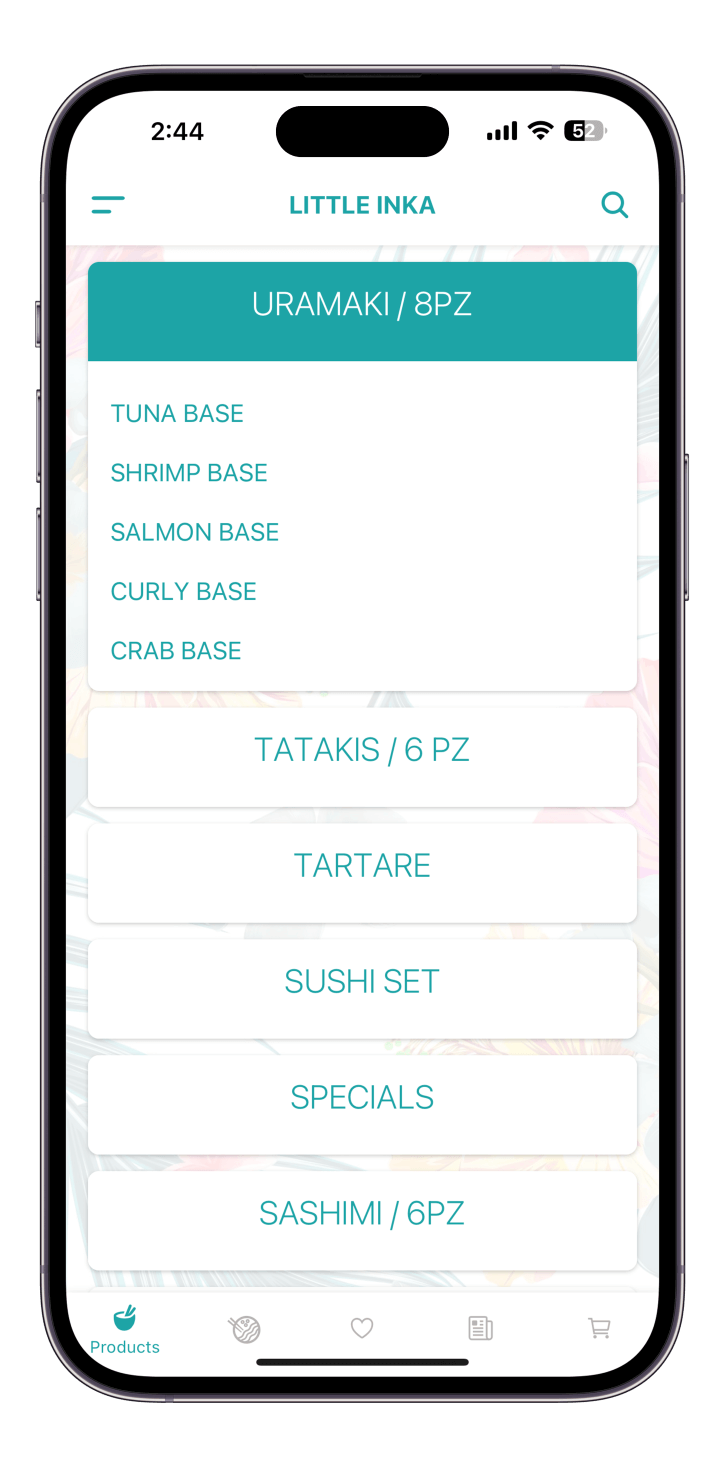 2:44
52
LITTLE INKA
URAMAKI / 8PZ
TUNA BASE
SHRIMP BASE
SALMON BASE
CURLY BASE
CRAB BASE
TATAKIS / 6 PZ
TARTARE
SUSHI SET
SPECIALS
SASHIMI / 6PZ
Products